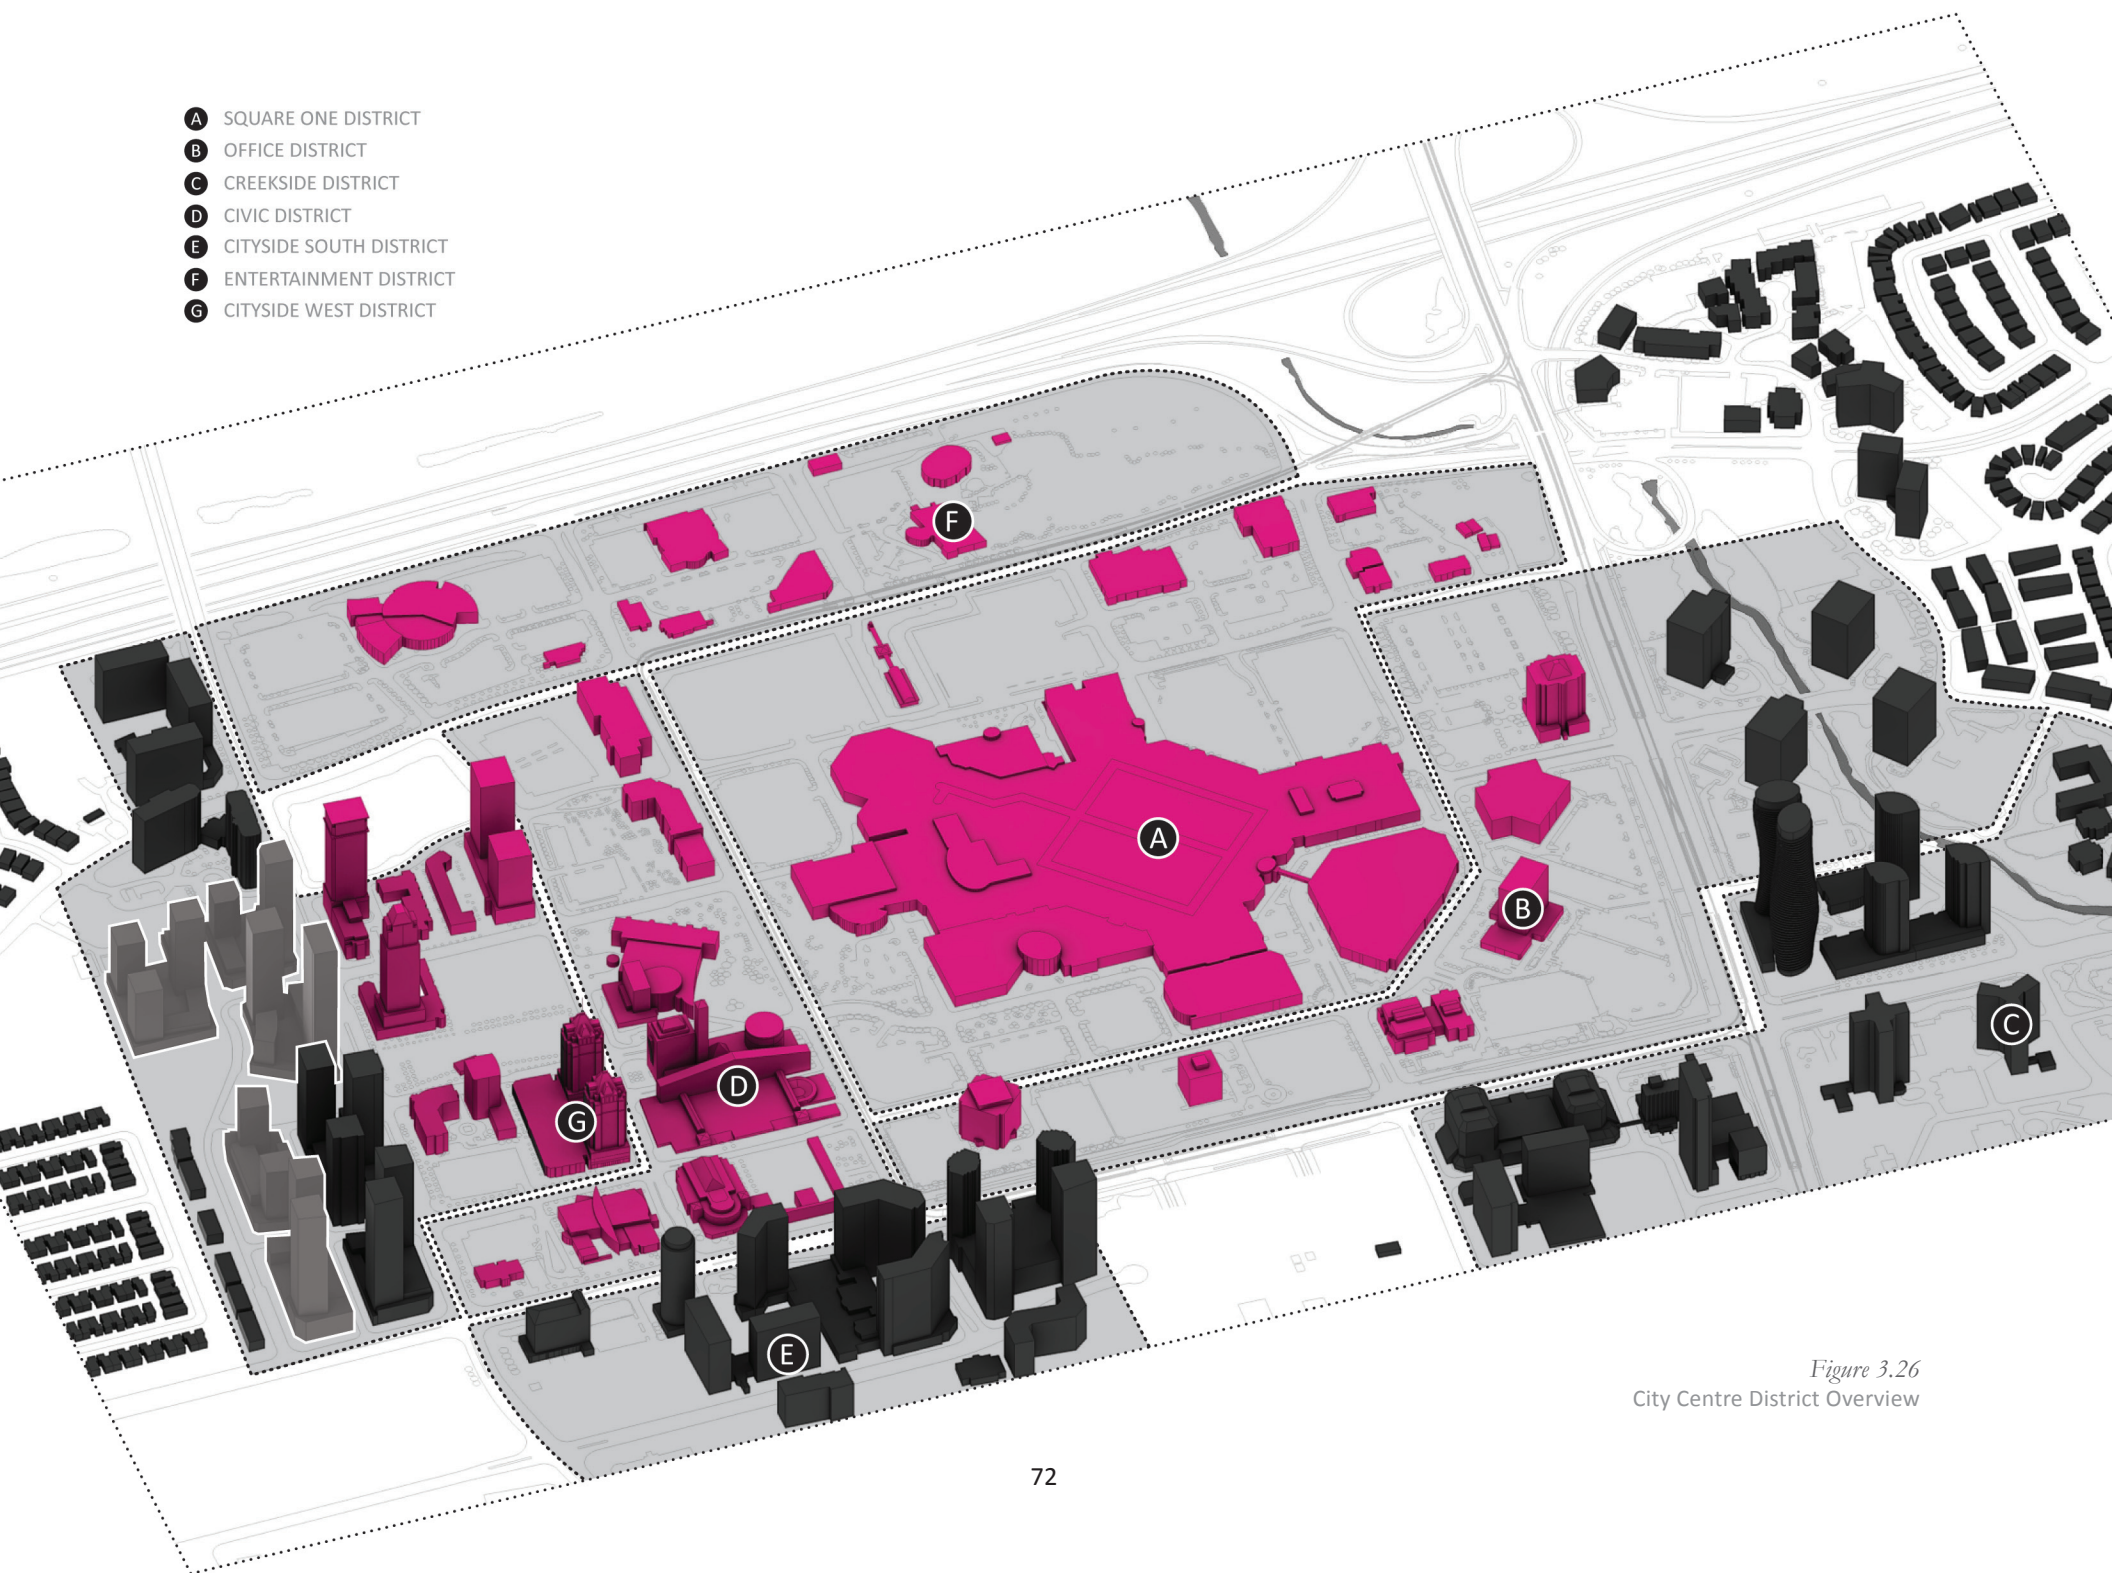 A SQUARE ONE DISTRICT
B OFFICE DISTRICT
C CREEKSIDE DISTRICT
D CIVIC DISTRICT
E CITYSIDE SOUTH DISTRICT
F ENTERTAINMENT DISTRICT
G CITYSIDE WEST DISTRICT
F
A
B
C
D
G
E
Figure 3.26
City Centre District Overview
72